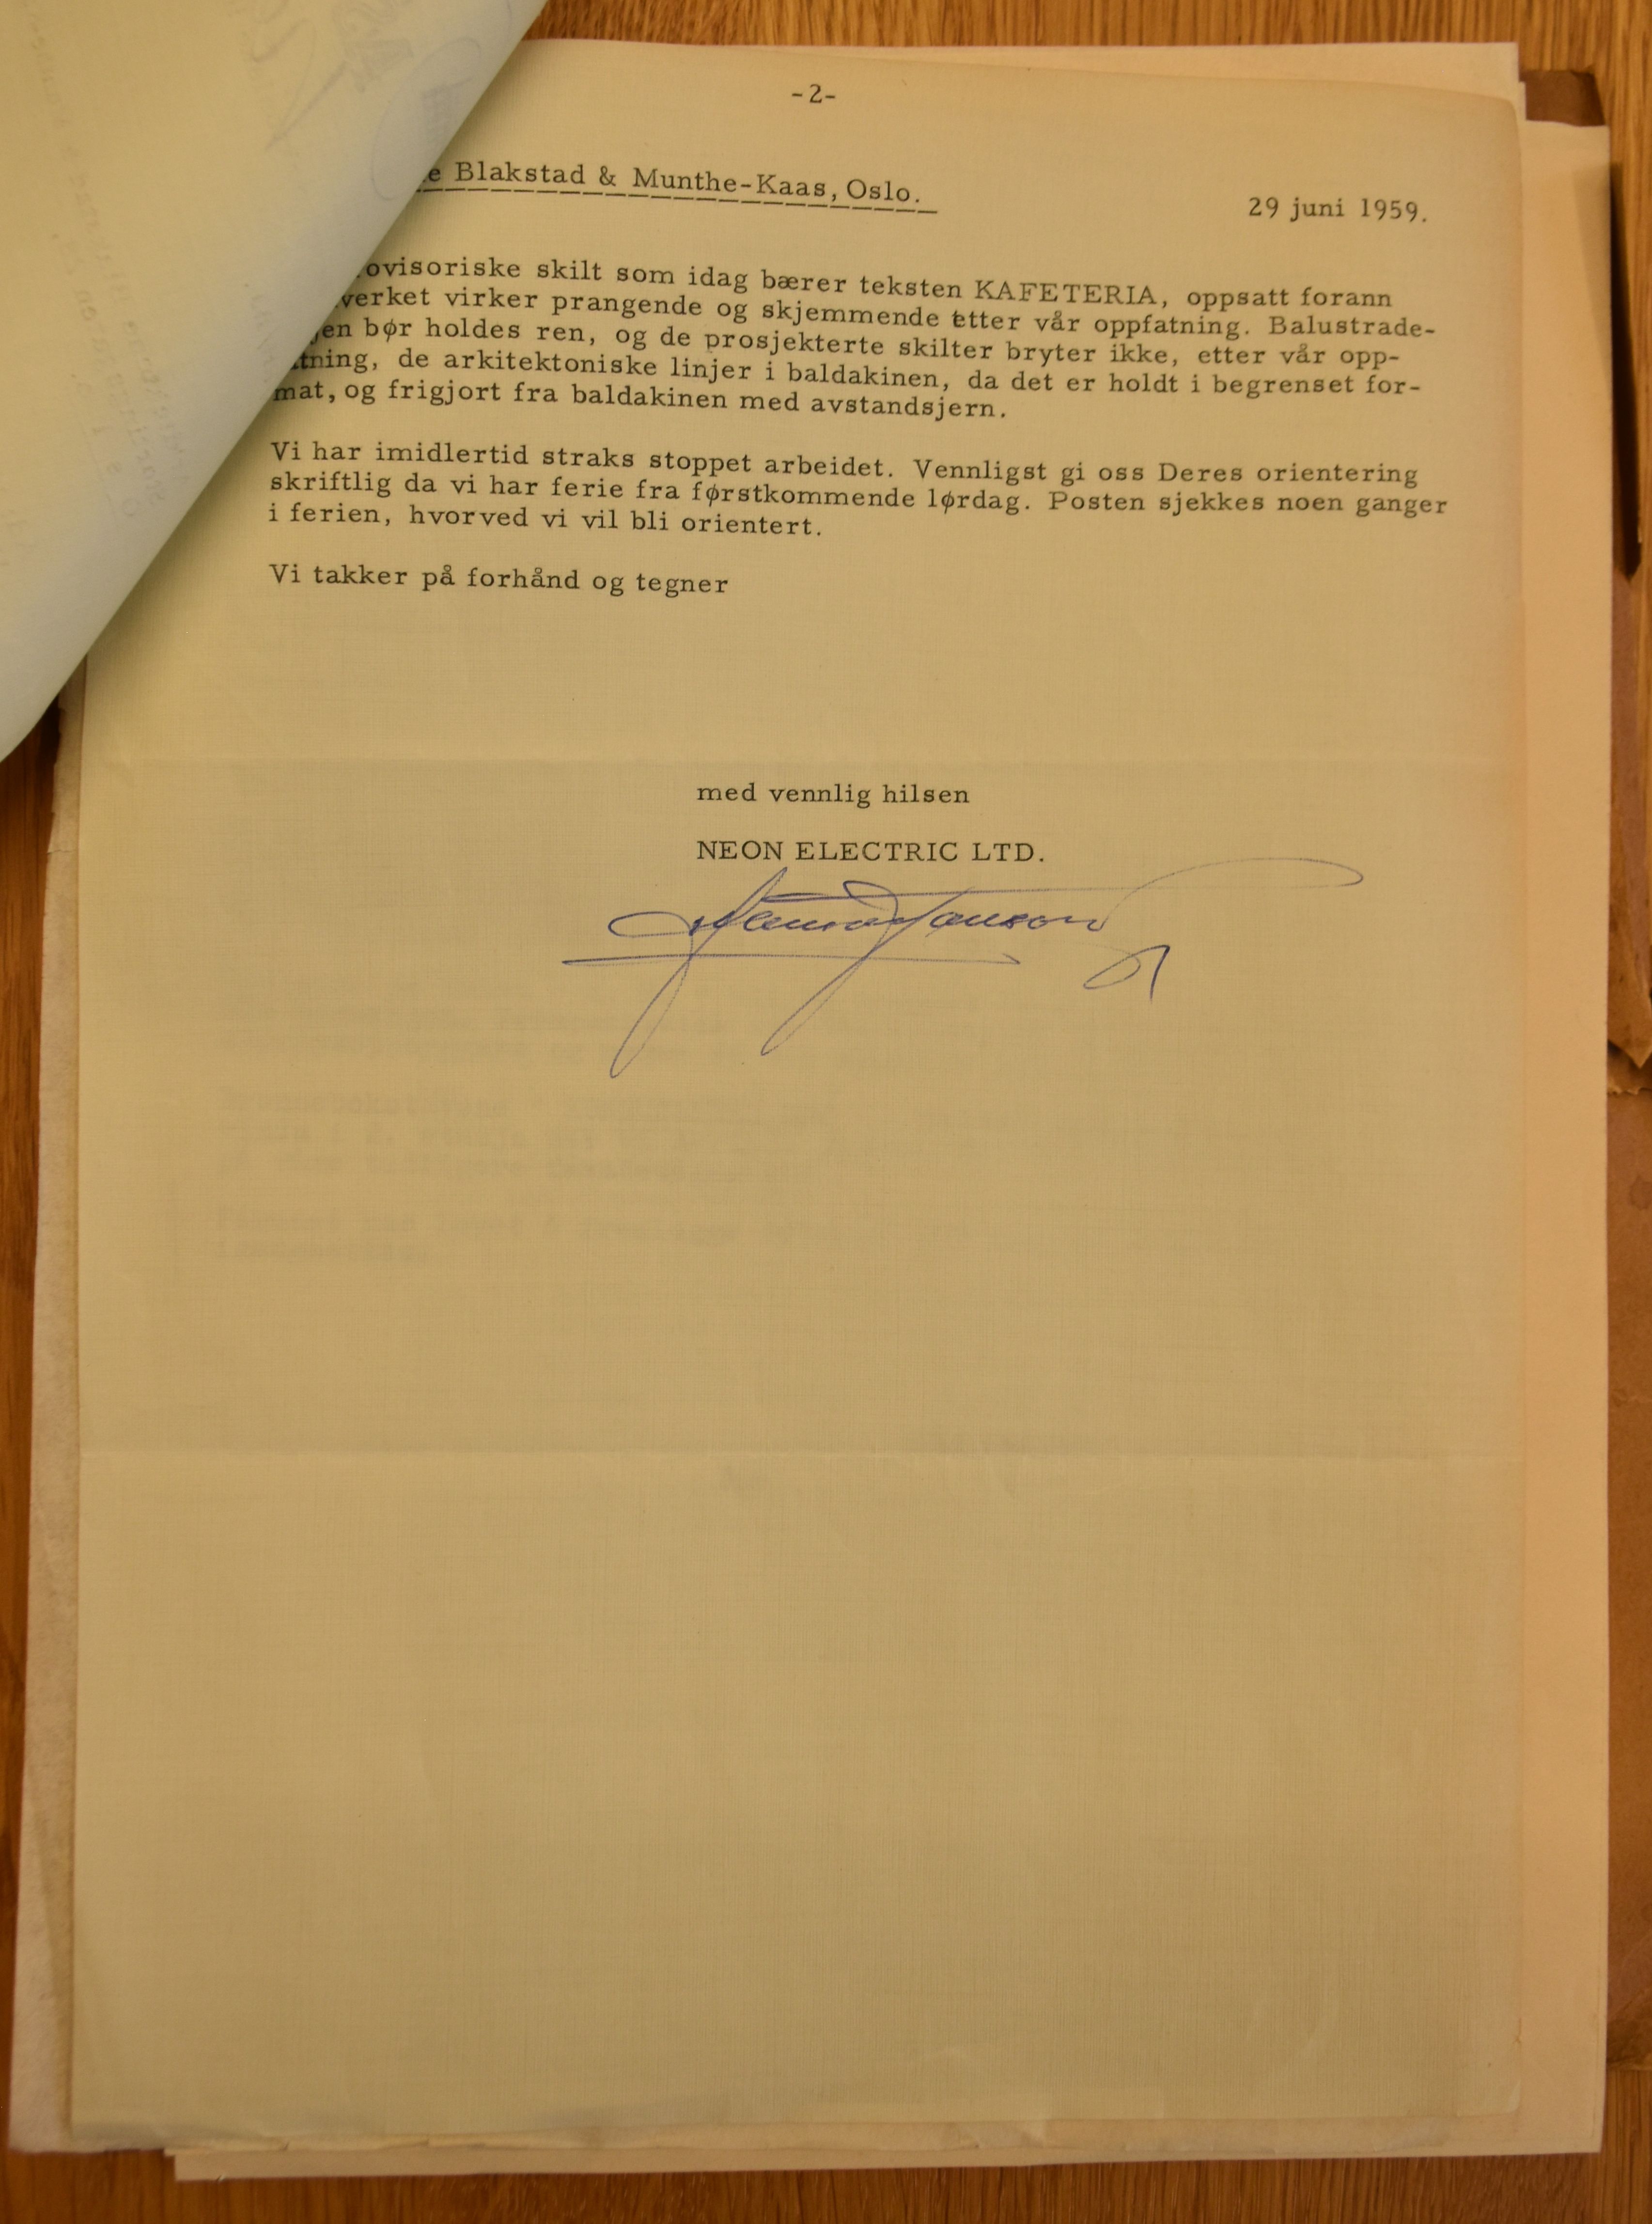 -2-
Blakstad & Munthe-Kaas, Oslo.
29 juni 1959.
ovisoriske skilt som idag bærer teksten KAFETERIA, oppsatt forann
verket virker prangende og skjemmende etter vår oppfatning. Balustrade-
en bør holdes ren, og de prosjekterte skilter bryter ikke, etter vår opp-
tning, de arkitektoniske linjer i baldakinen, da det er holdt i begrenset for-
mat, og frigjort fra baldakinen med avstandsjern.
Vi har imidlertid straks stoppet arbeidet. Vennligst gi oss Deres orientering
skriftlig da vi har ferie fra førstkommende lørdag. Posten sjekkes noen ganger
i ferien, hvorved vi vil bli orientert.
Vi takker på forhånd og tegner
med vennlig hilsen
NEON ELECTRIC LTD.